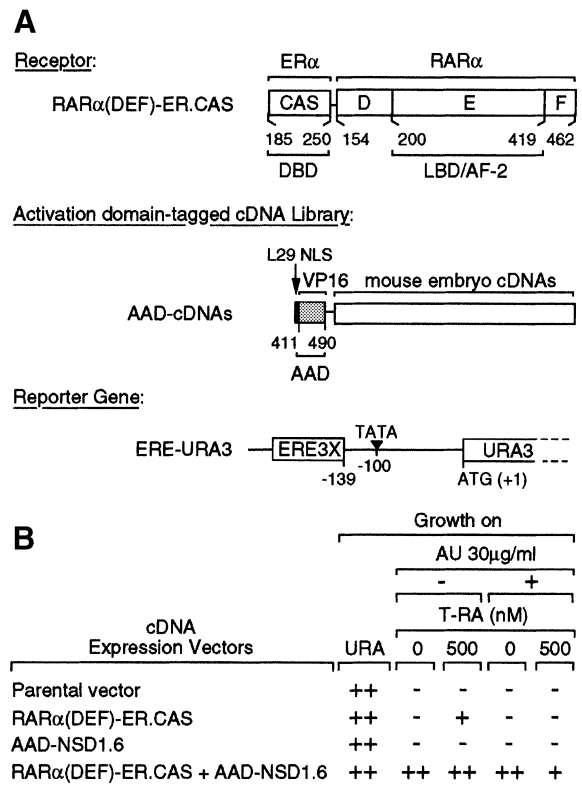 A
Receptor:
ERα RARα
RARα(DEF)-ER.CAS CAS D E F
185 250 154 200 419 462
DBD LBD/AF-2
Activation domain-tagged cDNA Library:
L29 NLS
VP16 mouse embryo cDNAs
AAD-cDNAs
411 490
AAD
Reporter Gene:
TATA
ERE-URA3 ERE3X URA3
-100
-139 ATG (+1)
B
Growth on
AU 30μg/ml
- +
T-RA (nM)
cDNA
Expression Vectors URA 0 500 0 500
Parental vector ++ - - - -
RARα(DEF)-ER.CAS ++ - + - -
AAD-NSD1.6 ++ - - - -
RARα(DEF)-ER.CAS + AAD-NSD1.6 ++ ++ ++ ++ +